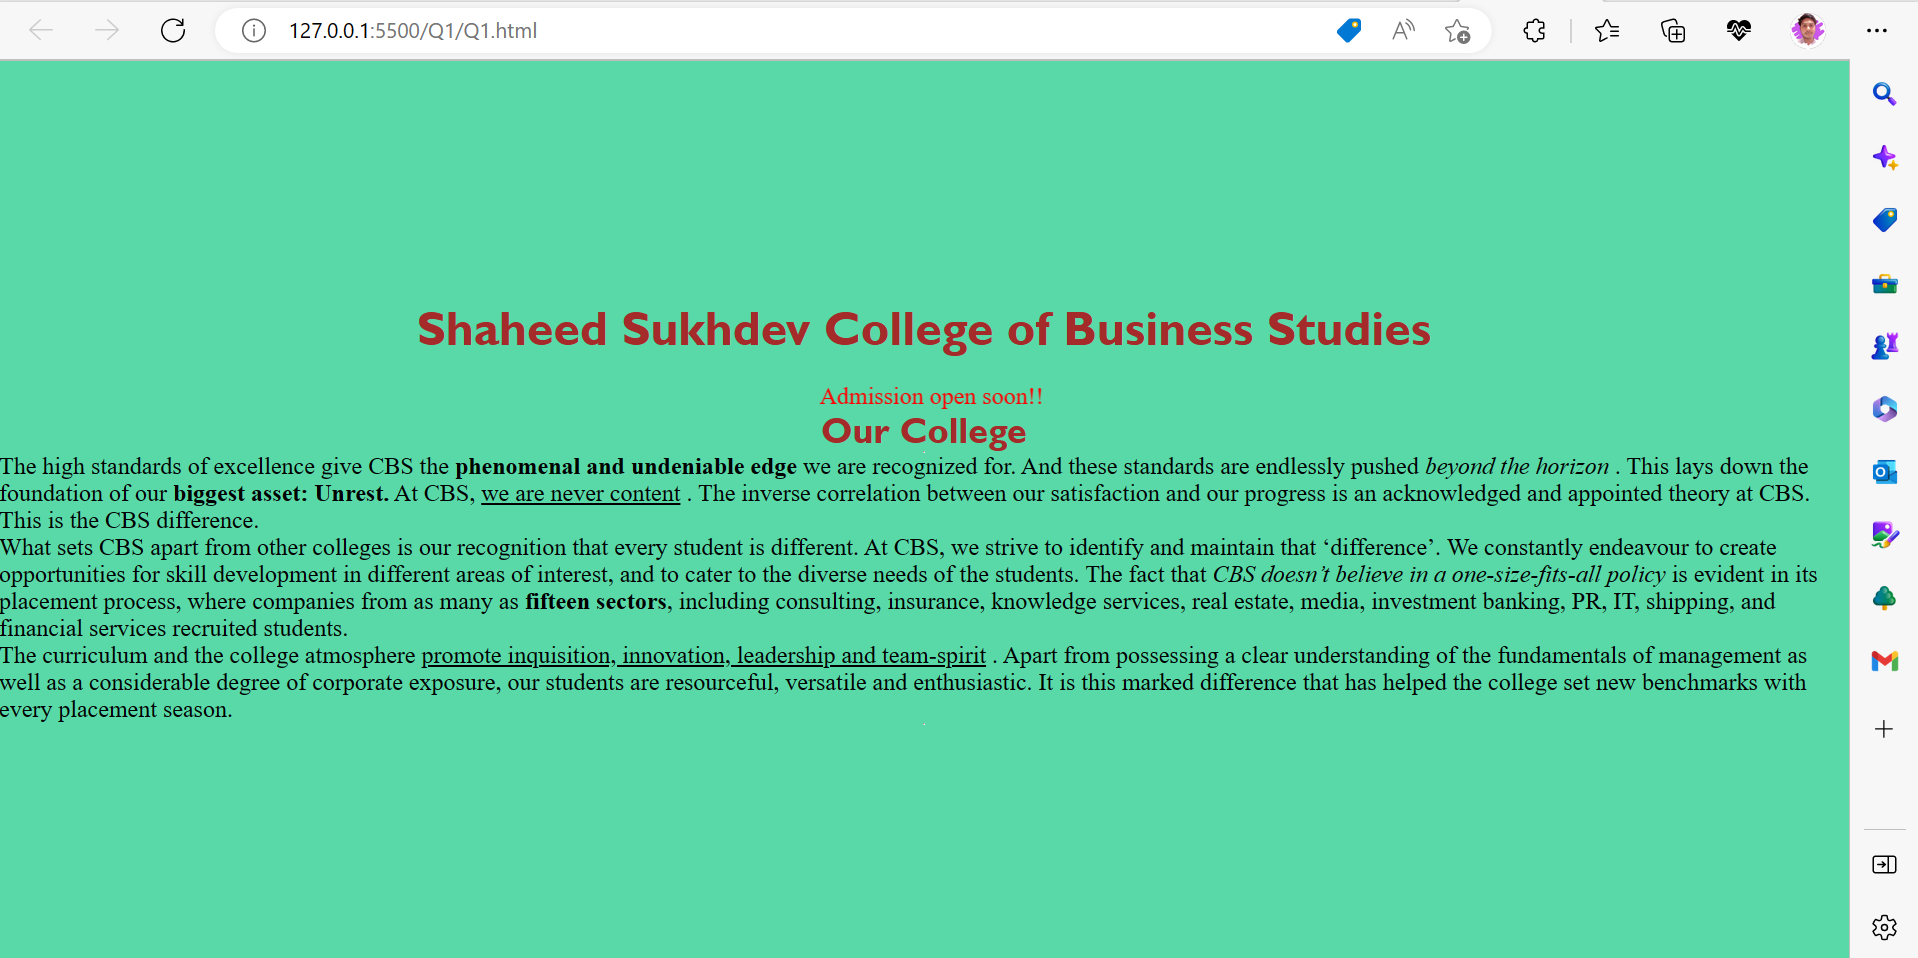 127.0.0.1:5500/Q1/Q1.html
Shaheed Sukhdev College of Business Studies
Admission open soon!!
Our College
The high standards of excellence give CBS the phenomenal and undeniable edge we are recognized for. And these standards are endlessly pushed beyond the horizon . This lays down the
foundation of our biggest asset: Unrest. At CBS, we are never content . The inverse correlation between our satisfaction and our progress is an acknowledged and appointed theory at CBS.
This is the CBS difference.
What sets CBS apart from other colleges is our recognition that every student is different. At CBS, we strive to identify and maintain that ‘difference’. We constantly endeavour to create
opportunities for skill development in different areas of interest, and to cater to the diverse needs of the students. The fact that CBS doesn’t believe in a one-size-fits-all policy is evident in its
placement process, where companies from as many as fifteen sectors, including consulting, insurance, knowledge services, real estate, media, investment banking, PR, IT, shipping, and
financial services recruited students.
The curriculum and the college atmosphere promote inquisition, innovation, leadership and team-spirit . Apart from possessing a clear understanding of the fundamentals of management as
well as a considerable degree of corporate exposure, our students are resourceful, versatile and enthusiastic. It is this marked difference that has helped the college set new benchmarks with
every placement season.